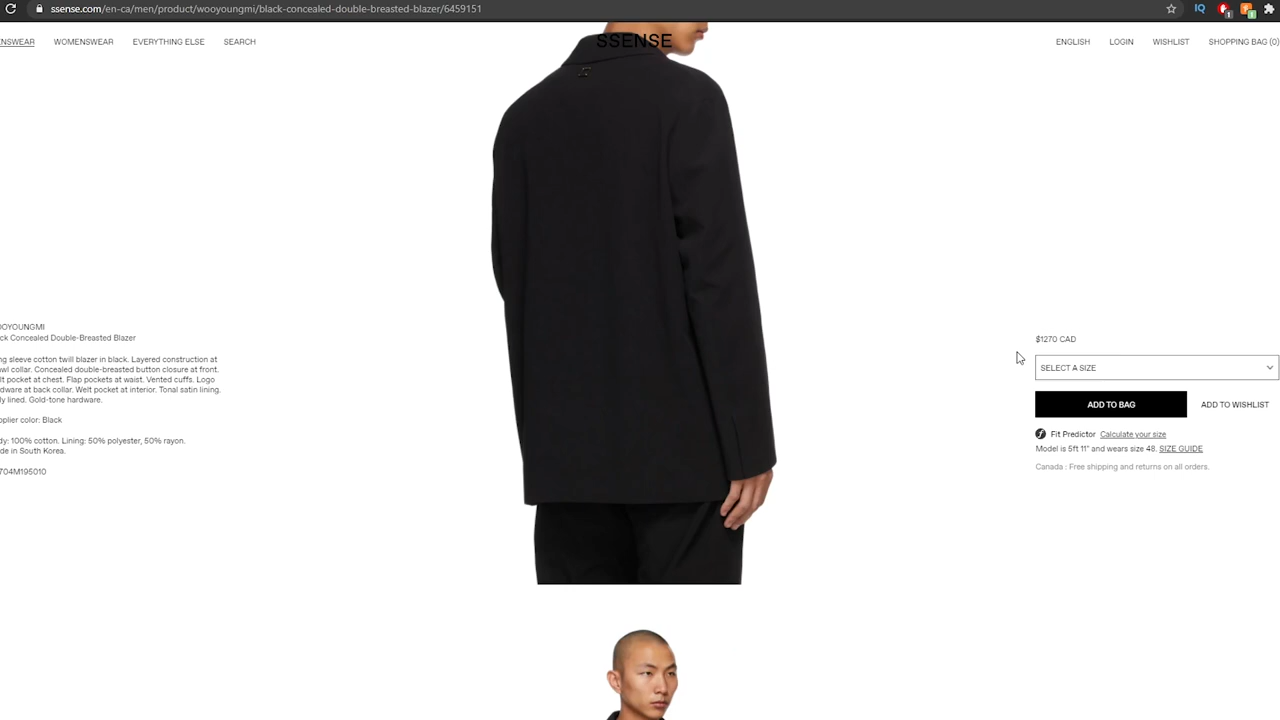 ssense.com/en-ca/men/product/wooyoungmi/black-concealed-double-breasted-blazer/6459151
NSWEAR WOMENSWEAR EVERYTHING ELSE SEARCH
SSENSE
ENGLISH LOGIN WISHLIST SHOPPING BAG (0)
OOYOUNGMI
ck Concealed Double-Breasted Blazer
ng sleeve cotton twill blazer in black. Layered construction at
awl collar. Concealed double-breasted button closure at front.
lt pocket at chest. Flap pockets at waist. Vented cuffs. Logo
rdware at back collar. Welt pocket at interior. Tonal satin lining.
ly lined. Gold-tone hardware.
pplier color: Black
dy: 100% cotton. Lining: 50% polyester, 50% rayon.
de in South Korea.
704M195010
$1270 CAD
SELECT A SIZE
ADD TO BAG
ADD TO WISHLIST
Fit Predictor Calculate your size
Model is 5ft 11" and wears size 48. SIZE GUIDE
Canada : Free shipping and returns on all orders.